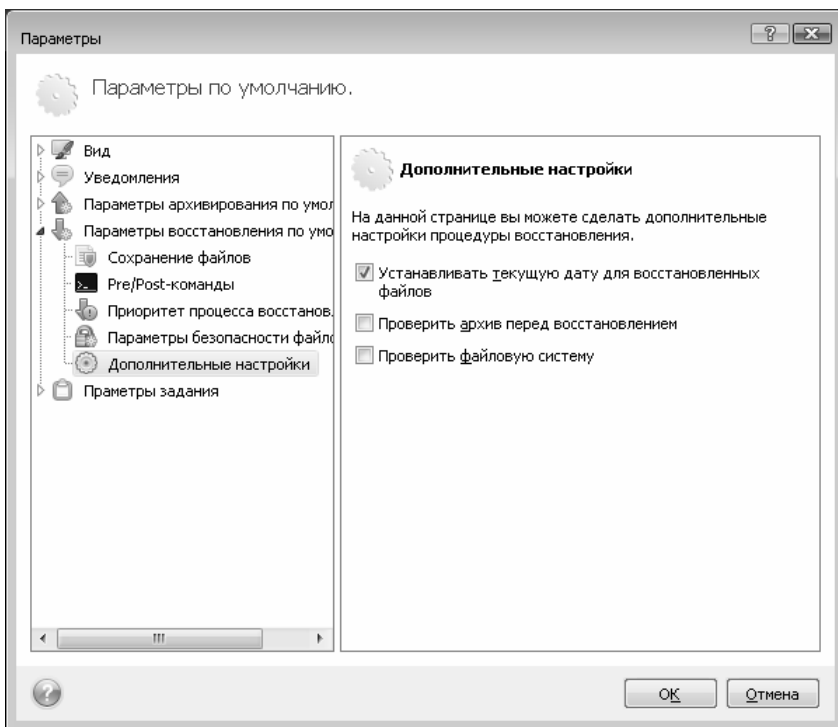 Параметры
Параметры по умолчанию.
Вид
Уведомления
Параметры архивирования по умол
Параметры восстановления по умо
Сохранение файлов
Pre/Post-команды
Приоритет процесса восстанов.
Параметры безопасности файло
Дополнительные настройки
Праметры задания
Дополнительные настройки
На данной странице вы можете сделать дополнительные
настройки процедуры восстановления.
Устанавливать текущую дату для восстановленных
файлов
Проверить архив перед восстановлением
Проверить файловую систему
OK
Отмена